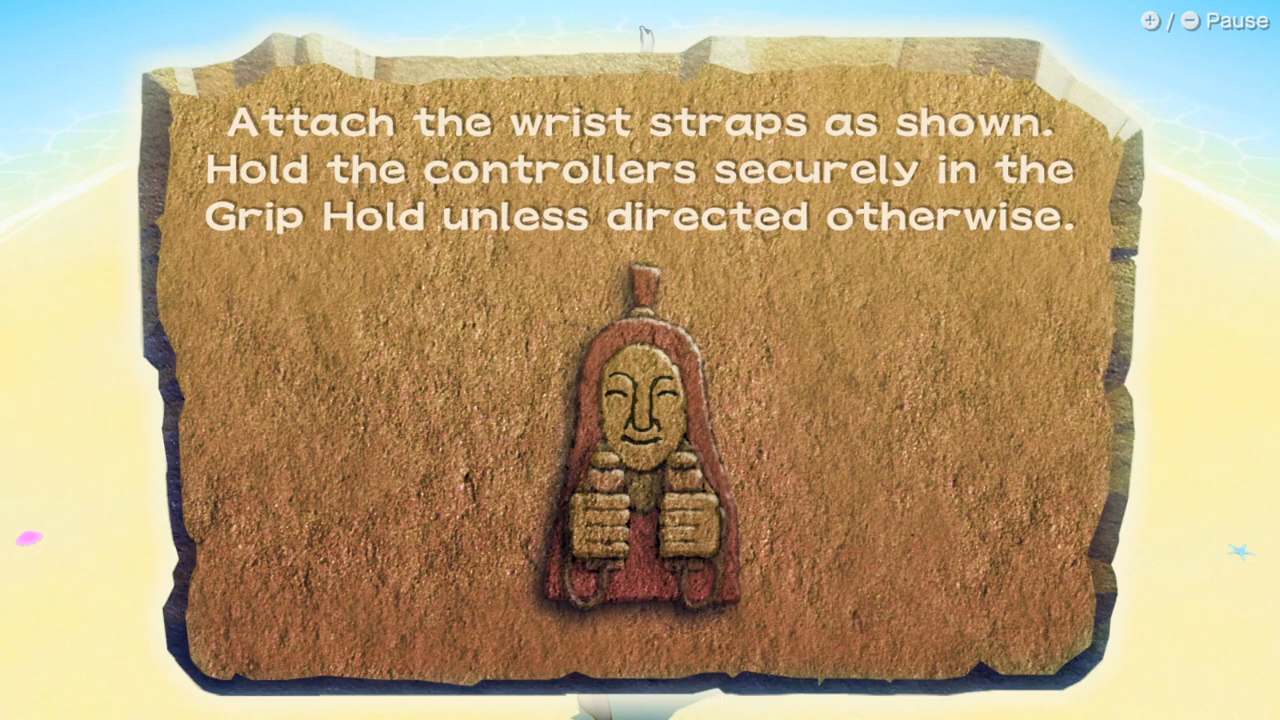 + / - Pause
Attach the wrist straps as shown.
Hold the controllers securely in the
Grip Hold unless directed otherwise.